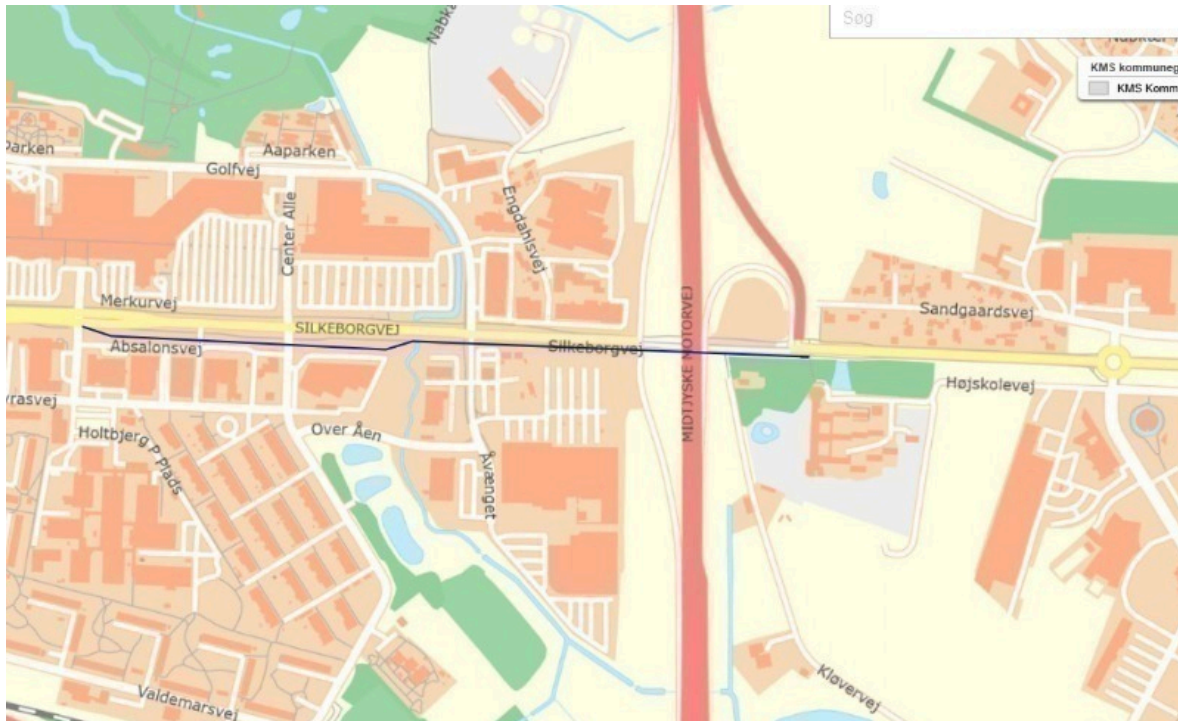 Søg
KMS kommuneg
KMS Komm
Parken
Aaparken
Golfvej
Center Alle
Engdahlsvej
Merkurvej
SILKEBORGVEJ
Absalonsvej
Silkeborgvej
MIDTJYSKE MOTORVEJ
Sandgaardsvej
Højskolevej
yrasvej
Holtbjerg P Plads
Over Åen
Åvænget
Kløvervej
Valdemarsvej